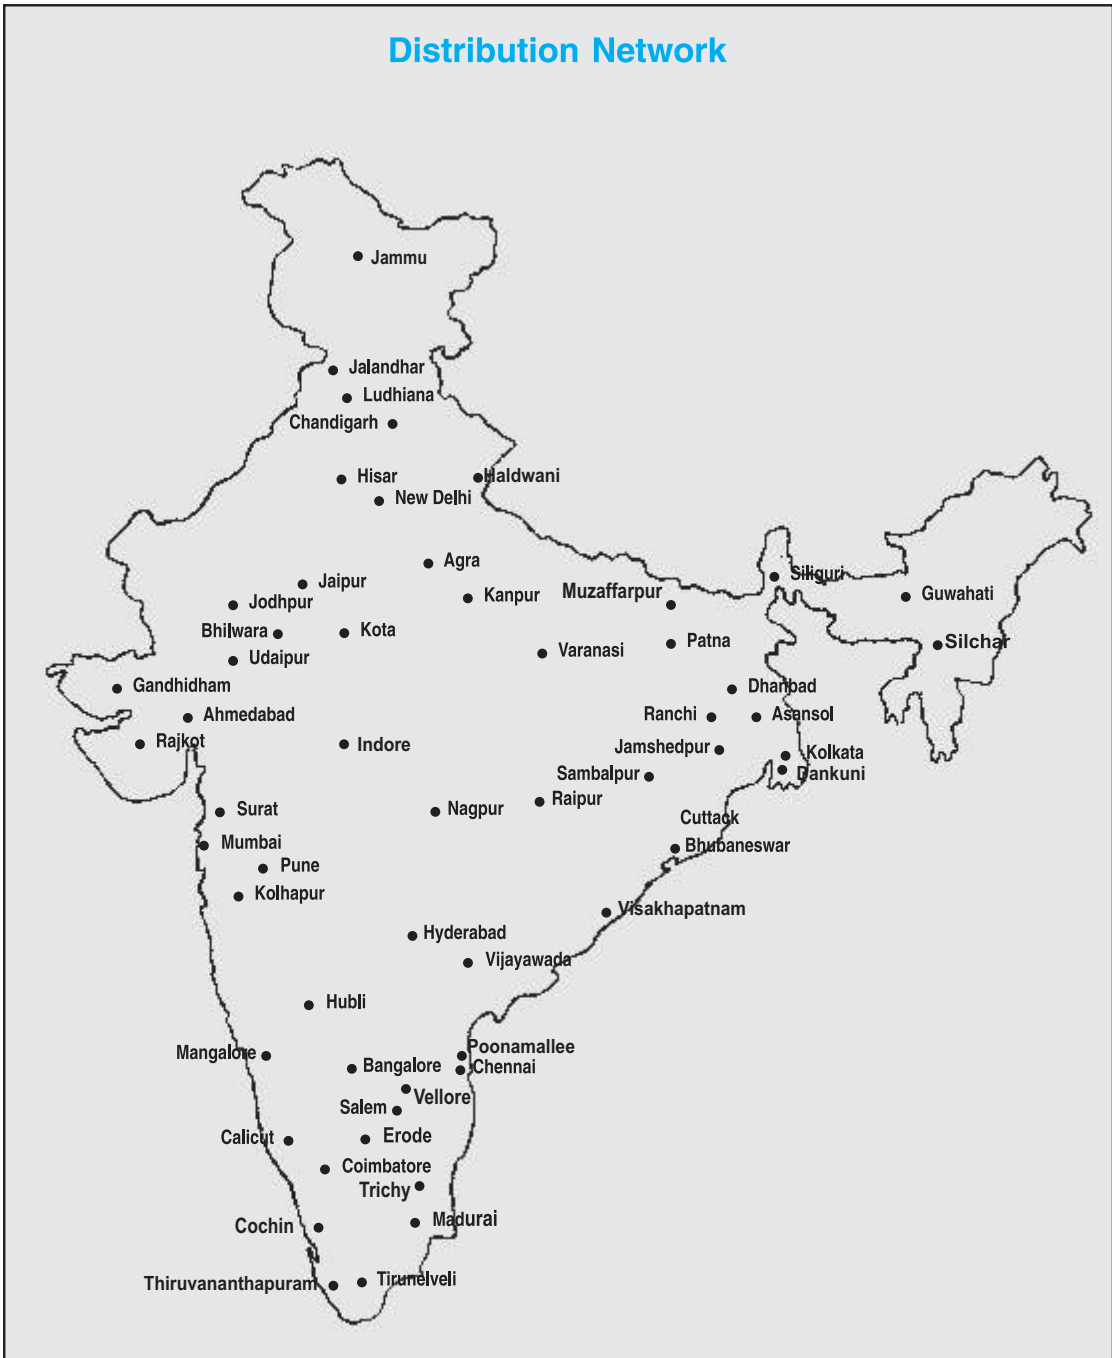 Distribution Network
Jammu
Jalandhar
Ludhiana
Chandigarh
Hisar
Haldwani
New Delhi
Agra
Siliguri
Jaipur
Kanpur
Muzaffarpur
Guwahati
Jodhpur
Bhilwara
Kota
Patna
Silchar
Varanasi
Udaipur
Gandhidham
Dhanbad
Ahmedabad
Ranchi
Asansol
Rajkot
Indore
Jamshedpur
Kolkata
Sambalpur
Dankuni
Surat
Nagpur
Raipur
Cuttack
Mumbai
Bhubaneswar
Pune
Kolhapur
Visakhapatnam
Hyderabad
Vijayawada
Hubli
Poonamallee
Mangalore
Bangalore
Chennai
Vellore
Salem
Calicut
Erode
Coimbatore
Trichy
Cochin
Madurai
Thiruvananthapuram
Tirunelveli